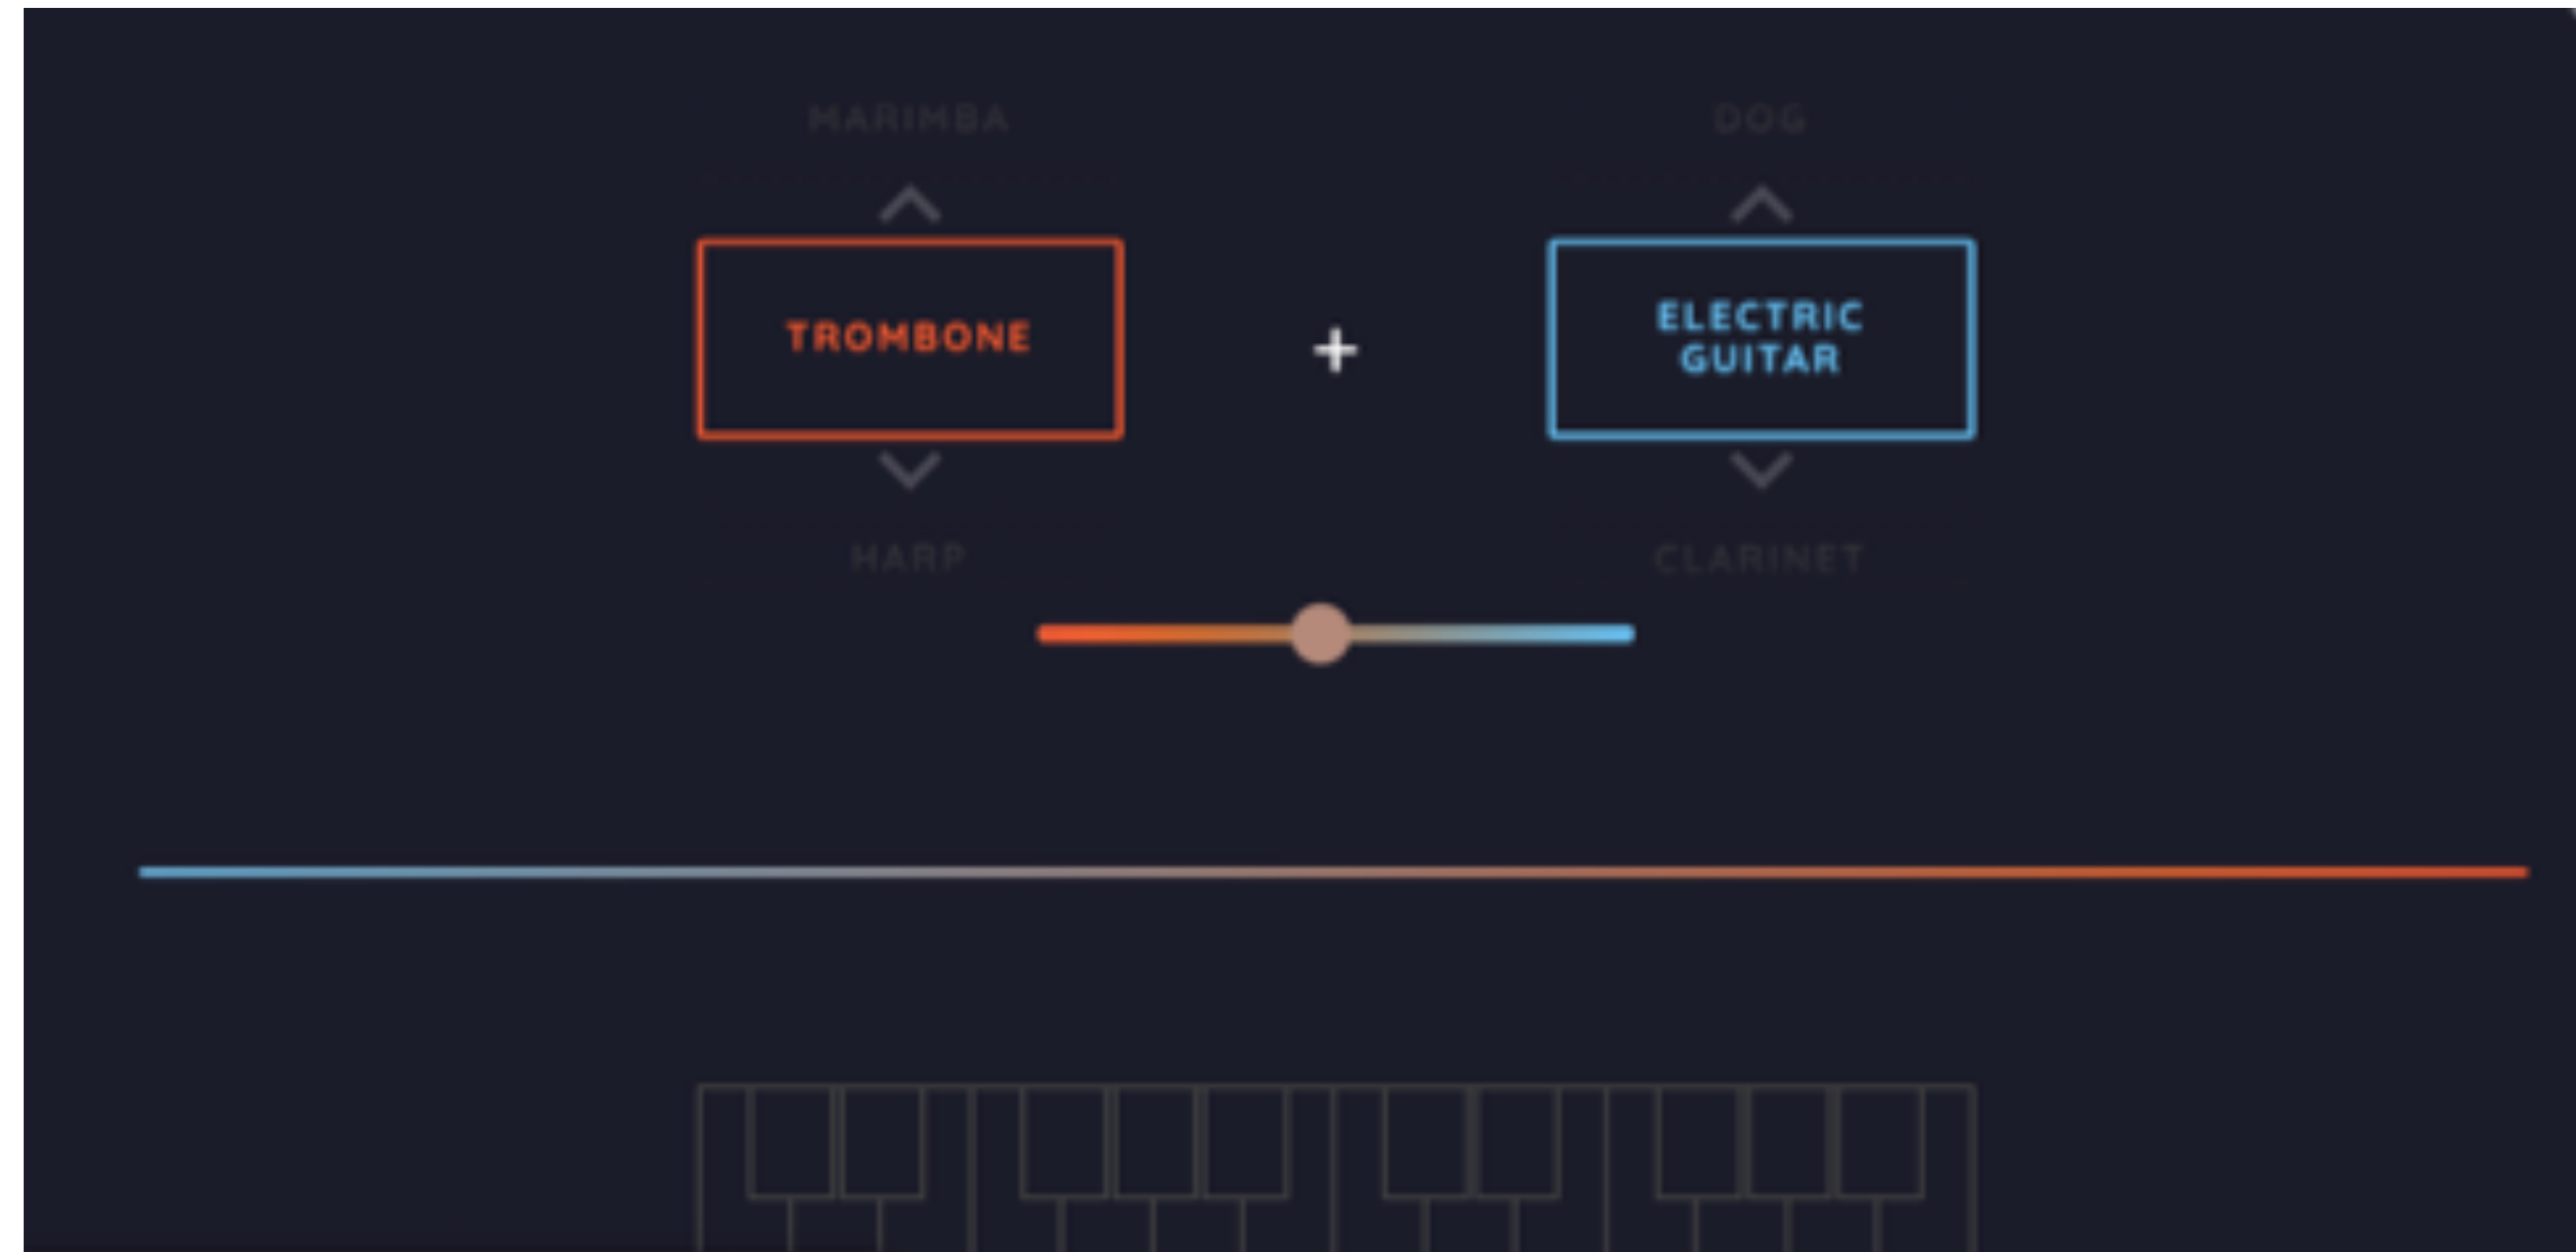 MARIMBA
DOG
TROMBONE
+
ELECTRIC
GUITAR
HARP
CLARINET